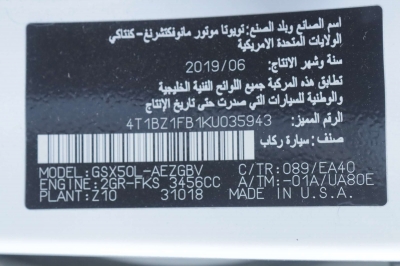 اسم الصانع وبلد الصنع: تويوتا موتور مانوفكتشرنغ - كنتاكي
الولايات المتحدة الامريكية
سنة وشهر الانتاج: 2019/06
تطابق هذه المركبة جميع اللوائح الفنية الخليجية
والوطنية للسيارات التي صدرت حتى تاريخ الإنتاج
الرقم المميز: 4T1BZ1FB1KU035943
صنف: سيارة ركاب
MODEL:GSX50L-AEZGBV C/TR:089/EA40
ENGINE:2GR-FKS 3456CC A/TM:-01A/UA80E
PLANT:Z10 31018 MADE IN U.S.A.